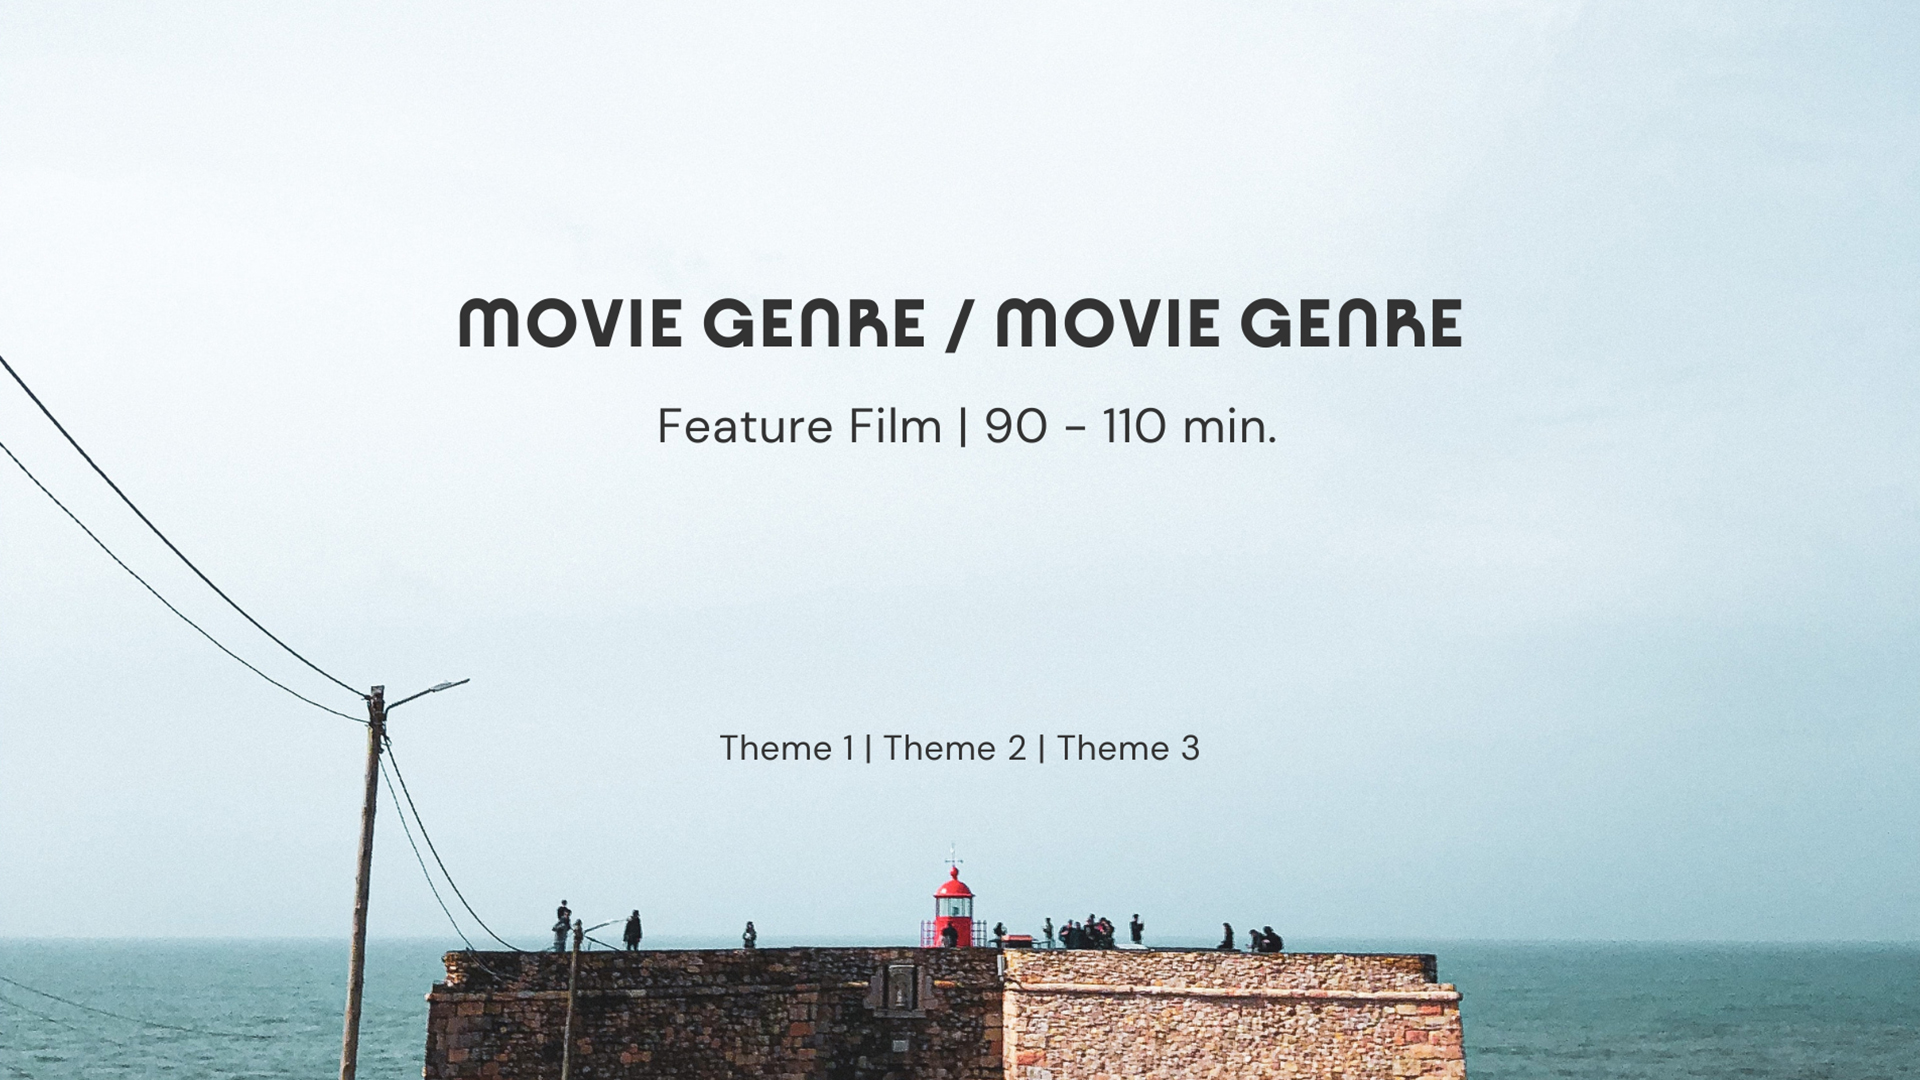 MOVIE GENRE / MOVIE GENRE
Feature Film | 90 - 110 min.
Theme 1 | Theme 2 | Theme 3